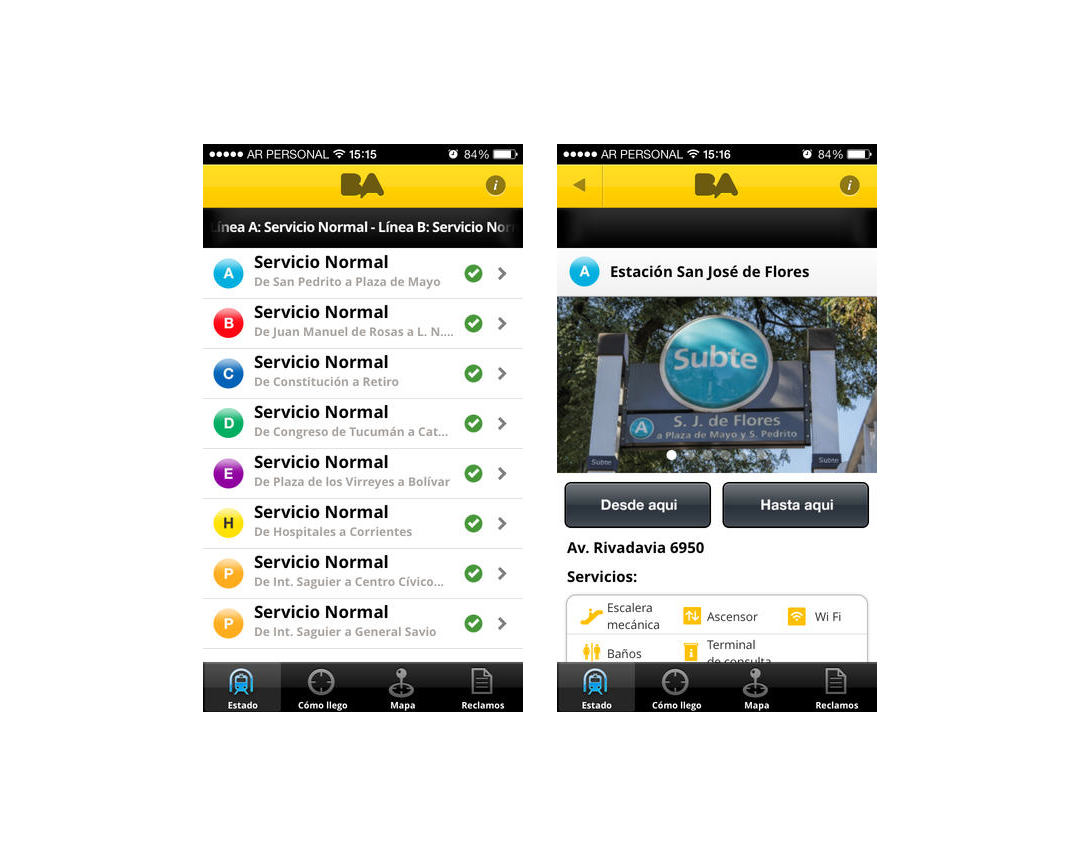 AR PERSONAL 15:15 84%
BA
Línea A: Servicio Normal - Línea B: Servicio Nor
A Servicio Normal
De San Pedrito a Plaza de Mayo
B Servicio Normal
De Juan Manuel de Rosas a L. N....
C Servicio Normal
De Constitución a Retiro
D Servicio Normal
De Congreso de Tucumán a Cat...
E Servicio Normal
De Plaza de los Virreyes a Bolívar
H Servicio Normal
De Hospitales a Corrientes
P Servicio Normal
De Int. Saguier a Centro Cívico...
P Servicio Normal
De Int. Saguier a General Savio
Estado Cómo llego Mapa Reclamos
AR PERSONAL 15:16 84%
BA
A Estación San José de Flores
Subte
A S. J. de Flores
a Plaza de Mayo y S. Pedrito
Subte Subte
Desde aqui Hasta aqui
Av. Rivadavia 6950
Servicios:
Escalera mecánica
Ascensor
Wi Fi
Baños
Terminal de consulta
Estado Cómo llego Mapa Reclamos